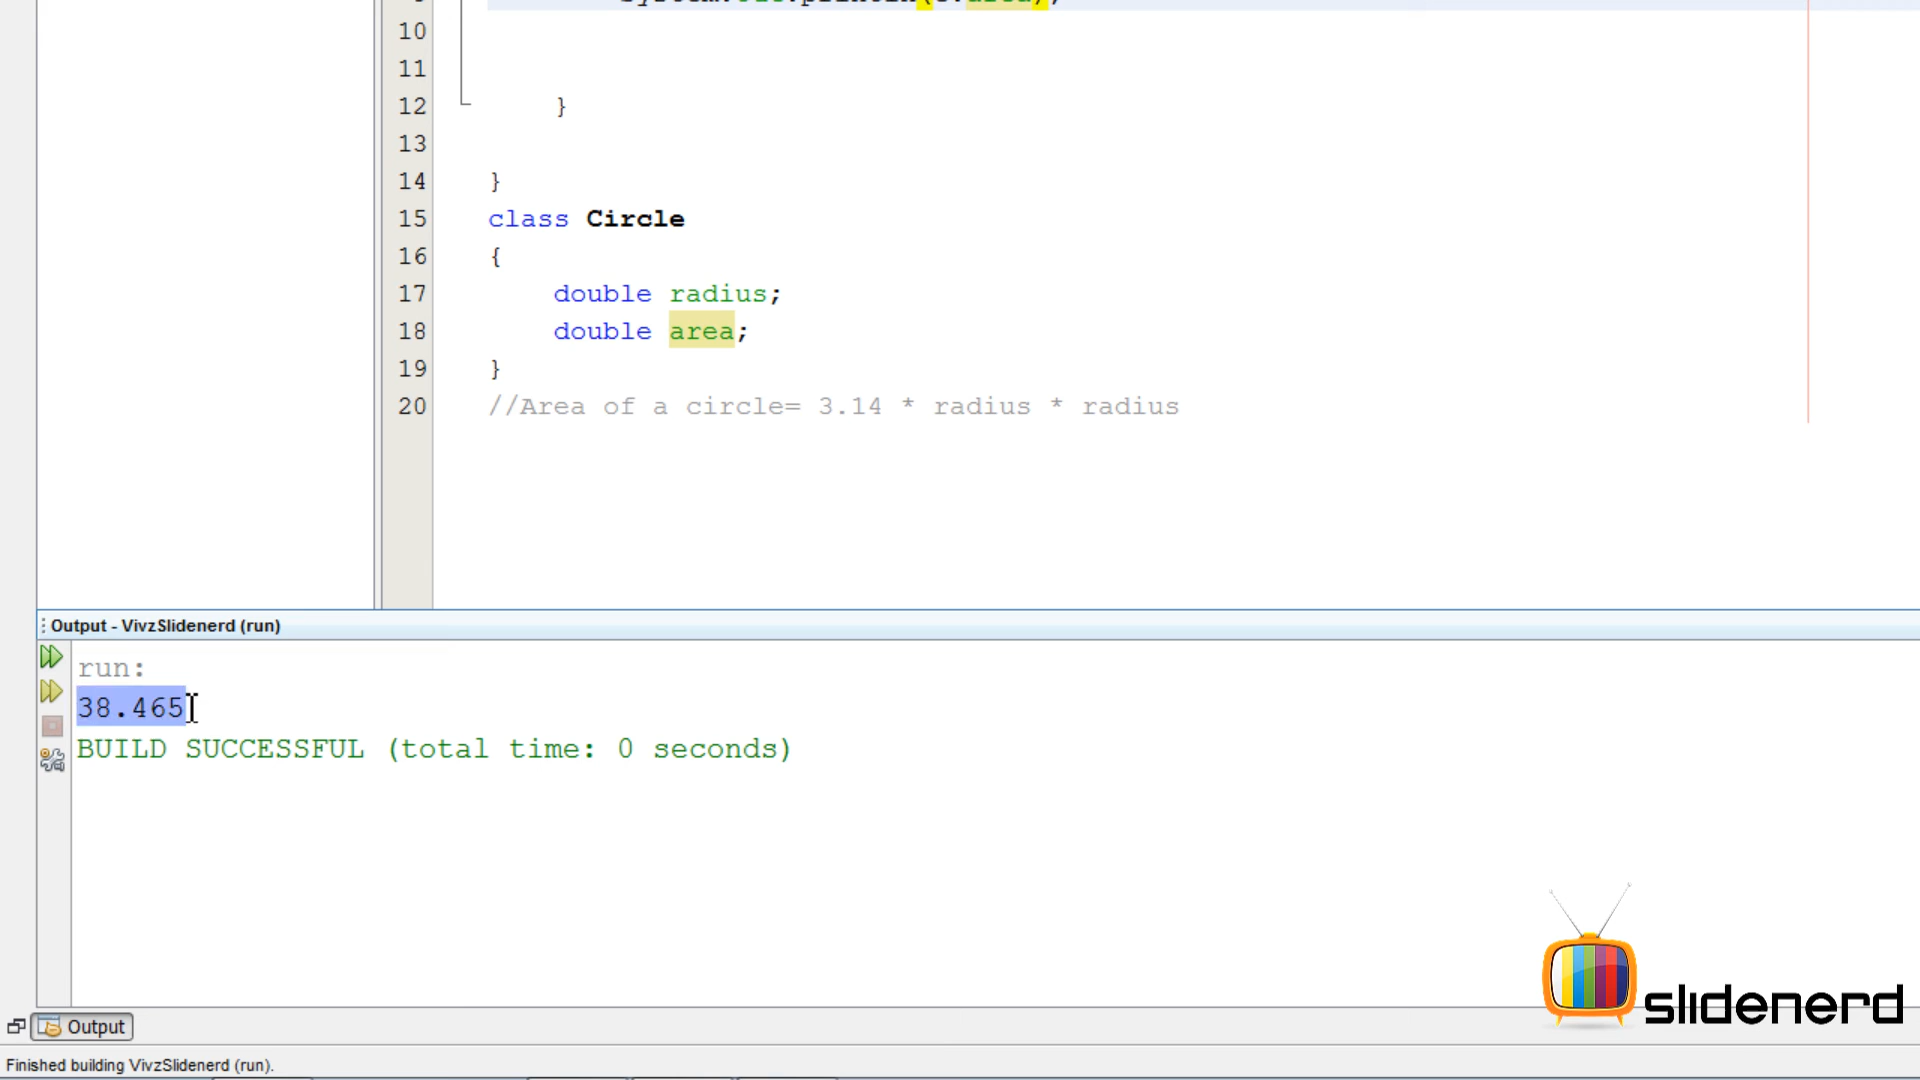 10
11
12 }
13
14 }
15 class Circle
16 {
17 double radius;
18 double area;
19 }
20 //Area of a circle= 3.14 * radius * radius
Output - VivzSlidenerd (run)
run:
38.465
BUILD SUCCESSFUL (total time: 0 seconds)
slidenerd
Output
Finished building VivzSlidenerd (run).